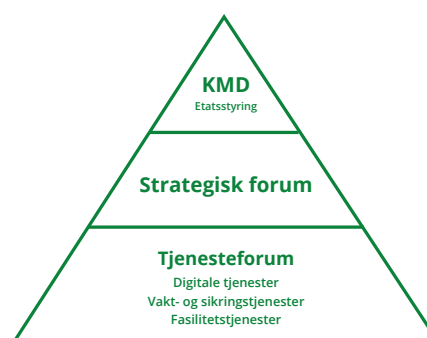 KMD
Etatsstyring
Strategisk forum
Tjenesteforum
Digitale tjenester
Vakt- og sikringstjenester
Fasilitetstjenester